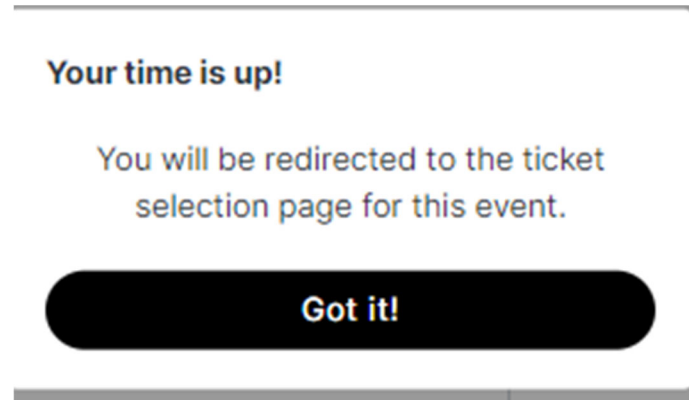 Your time is up!
You will be redirected to the ticket
selection page for this event.
Got it!